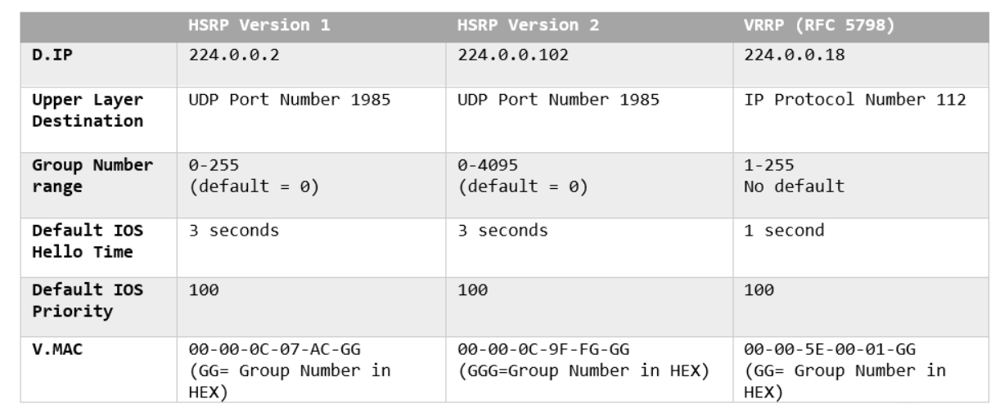 HSRP Version 1 HSRP Version 2 VRRP (RFC 5798)
D.IP 224.0.0.2 224.0.0.102 224.0.0.18
Upper Layer UDP Port Number 1985 UDP Port Number 1985 IP Protocol Number 112
Destination
Group Number 0-255 0-4095 1-255
range (default = 0) (default = 0) No default
Default IOS 3 seconds 3 seconds 1 second
Hello Time
Default IOS 100 100 100
Priority
V.MAC 00-00-0C-07-AC-GG 00-00-0C-9F-FG-GG 00-00-5E-00-01-GG
(GG= Group Number in (GGG=Group Number in HEX) (GG= Group Number in
HEX) HEX)